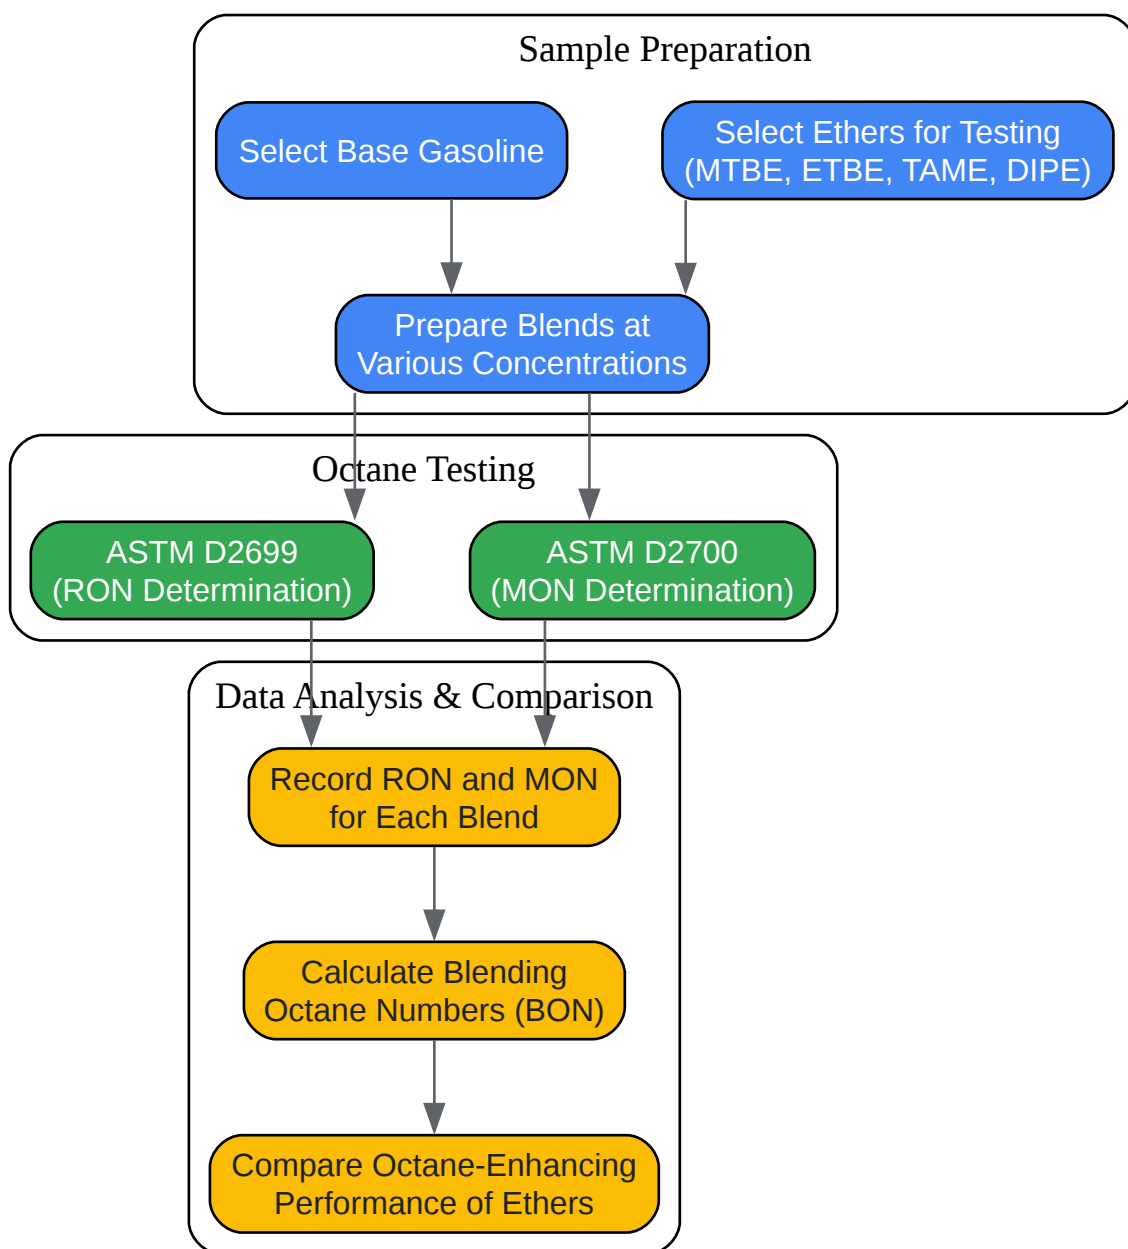 Sample Preparation
Select Base Gasoline
Select Ethers for Testing
(MTBE, ETBE, TAME, DIPE)
Prepare Blends at
Various Concentrations
Octane Testing
ASTM D2699
(RON Determination)
ASTM D2700
(MON Determination)
Data Analysis & Comparison
Record RON and MON
for Each Blend
Calculate Blending
Octane Numbers (BON)
Compare Octane-Enhancing
Performance of Ethers